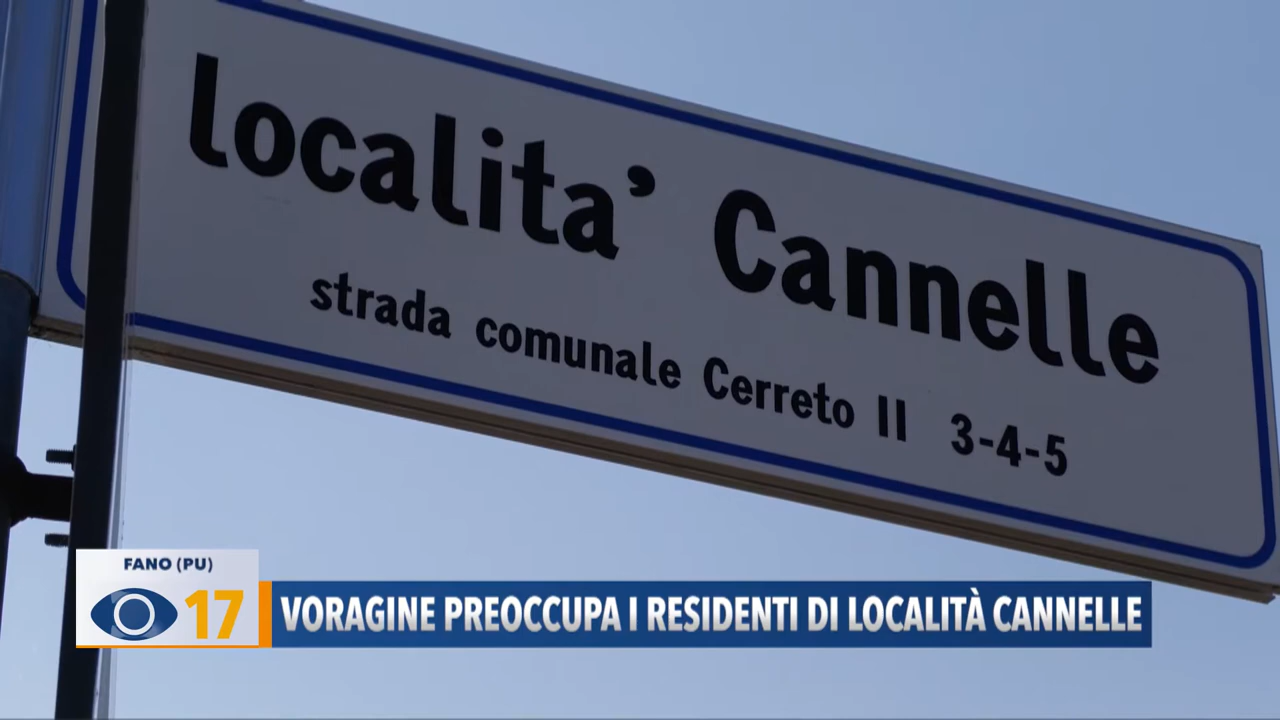 localita' Cannelle
strada comunale Cerreto II 3-4-5
FANO (PU)
17
VORAGINE PREOCCUPA I RESIDENTI DI LOCALITÀ CANNELLE